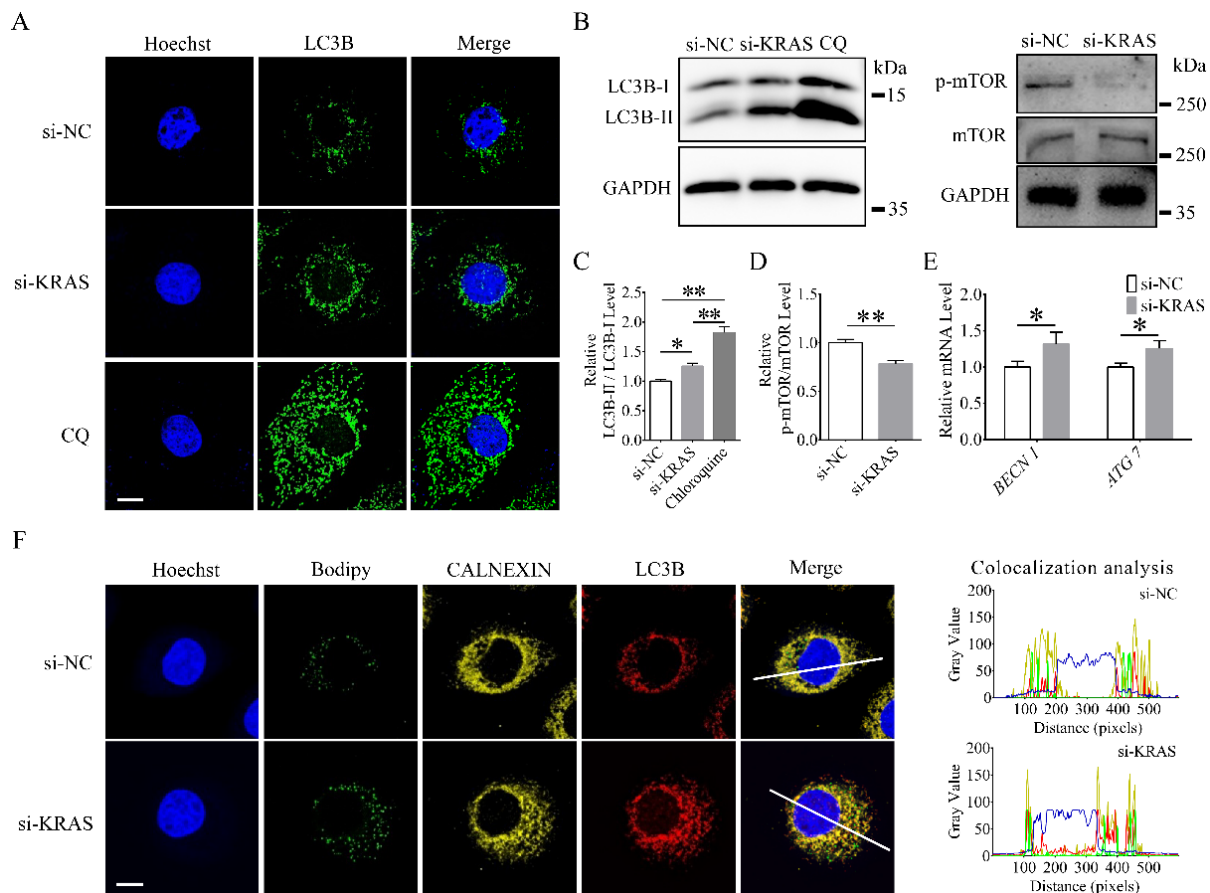 A
Hoechst LC3B Merge
si-NC
si-KRAS
CQ
B
si-NC si-KRAS CQ
kDa
LC3B-I
15
LC3B-II
GAPDH
35
si-NC si-KRAS
kDa
p-mTOR
250
mTOR
250
GAPDH
35
C
Relative
LC3B-II / LC3B-I Level
2.5
2.0
1.5
1.0
0.5
0.0
**
**
*
si-NC
si-KRAS
Chloroquine
D
Relative
p-mTOR/mTOR Level
1.5
1.0
0.5
0.0
**
si-NC
si-KRAS
E
si-NC
si-KRAS
Relative mRNA Level
2.0
1.5
1.0
0.5
0.0
*
*
BECN 1
ATG 7
F
Hoechst Bodipy CALNEXIN LC3B Merge
si-NC
si-KRAS
Colocalization analysis
si-NC
Gray Value
200
150
100
50
0
100 200 300 400 500
Distance (pixels)
si-KRAS
Gray Value
200
150
100
50
0
100 200 300 400 500
Distance (pixels)